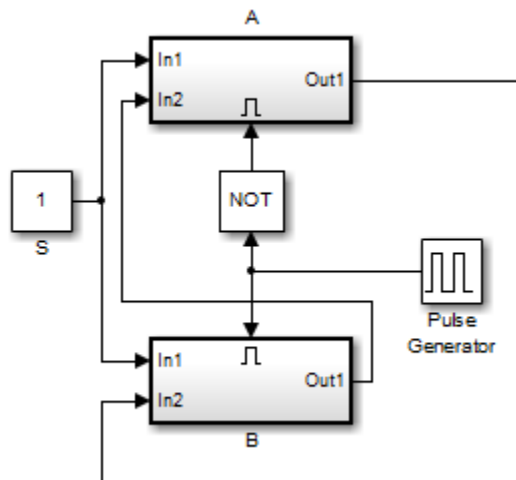 A
In1
In2
Out1
1
S
NOT
Pulse
Generator
In1
In2
Out1
B